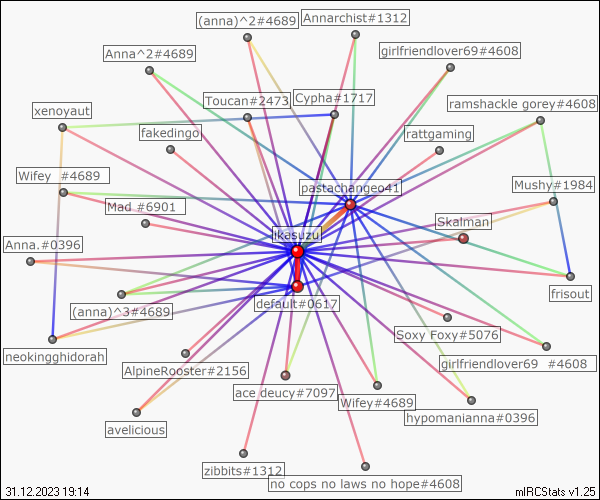 (anna)^2#4689
Annarchist#1312
Anna^2#4689
girlfriendlover69#4608
xenoyaut
Toucan#2473
Cypha#1717
ramshackle gorey#4608
fakedingo
rattgaming
Wifey #4689
pastachangeo41
Mushy#1984
Mad #6901
Skalman
ikasuzu
Anna.#0396
frisout
default#0617
(anna)^3#4689
Soxy Foxy#5076
neokingghidorah
AlpineRooster#2156
girlfriendlover69 #4608
ace deucy#7097
Wifey#4689
hypomanianna#0396
avelicious
zibbits#1312
no cops no laws no hope#4608
31.12.2023 19:14
mIRCStats v1.25